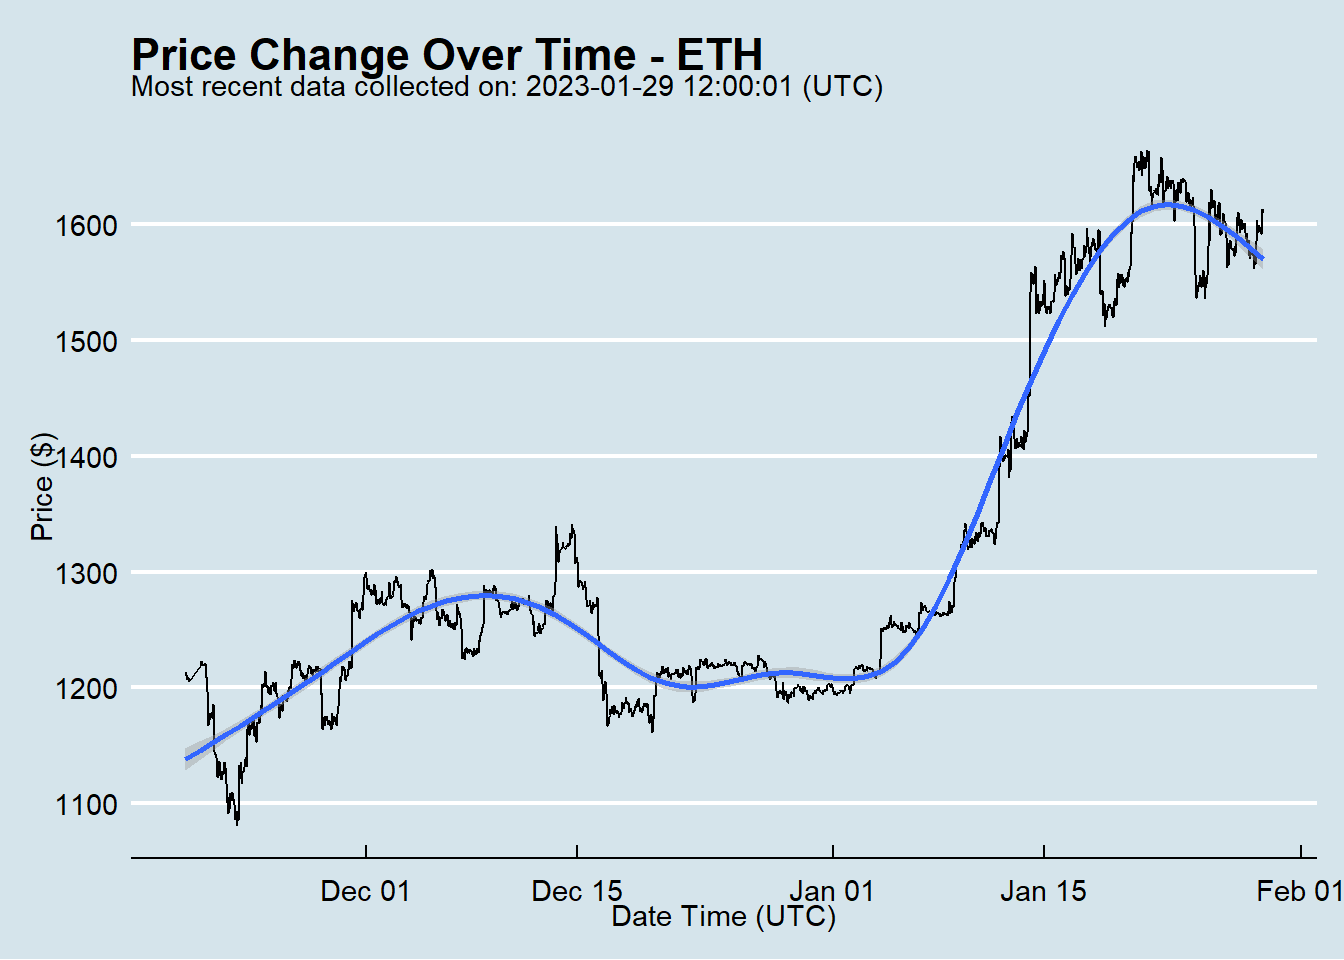 Price Change Over Time - ETH
Most recent data collected on: 2023-01-29 12:00:01 (UTC)
1600
1500
1400
1300
1200
1100
Price ($)
Dec 01 Dec 15 Jan 01 Jan 15 Feb 01
Date Time (UTC)